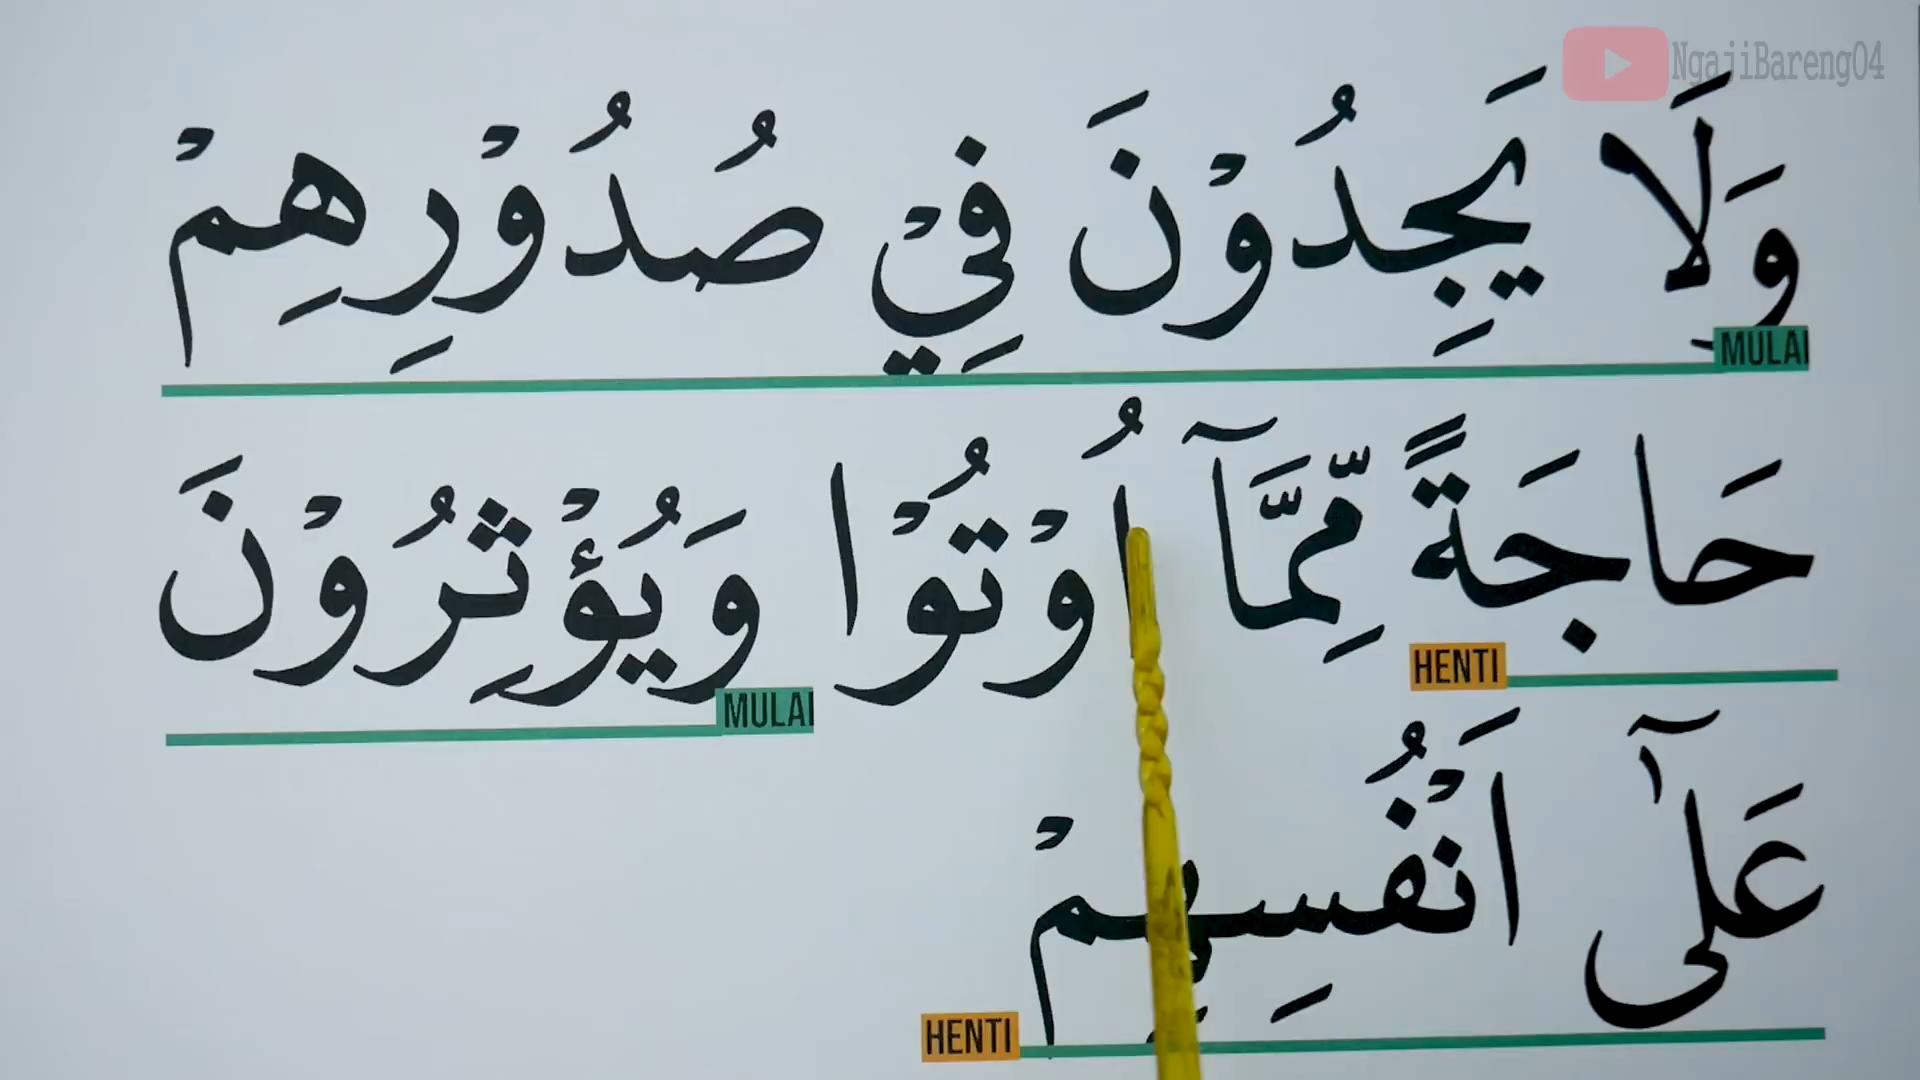 NgajiBareng04
وَلَا يَجِدُوْنَ فِيْ صُدُوْرِهِمْ
MULAI
حَاجَةً مِّمَّآ اُوْتُوْا وَيُؤْثِرُوْنَ
HENTI
MULAI
عَلٰٓى اَنْفُسِهِمْ
HENTI